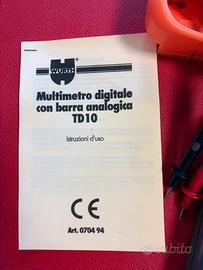 WÜRTH
Multimetro digitale
con barra analogica
TD10
Istruzioni d'uso
CE
Art. 0704 94
subito